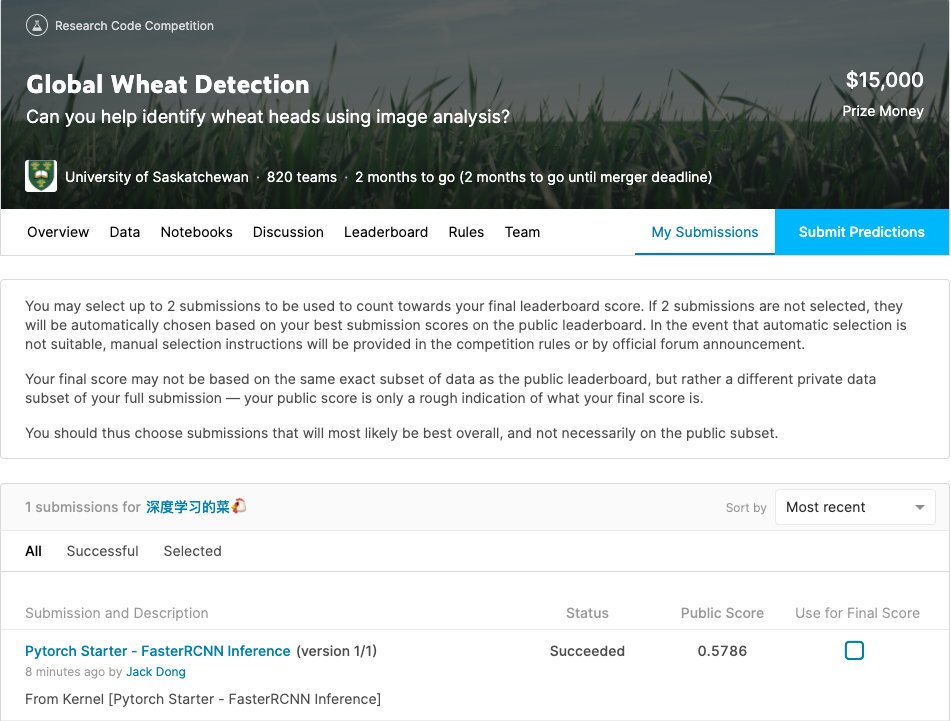 Research Code Competition
Global Wheat Detection
Can you help identify wheat heads using image analysis?
$15,000
Prize Money
University of Saskatchewan · 820 teams · 2 months to go (2 months to go until merger deadline)
Overview Data Notebooks Discussion Leaderboard Rules Team My Submissions Submit Predictions
You may select up to 2 submissions to be used to count towards your final leaderboard score. If 2 submissions are not selected, they
will be automatically chosen based on your best submission scores on the public leaderboard. In the event that automatic selection is
not suitable, manual selection instructions will be provided in the competition rules or by official forum announcement.
Your final score may not be based on the same exact subset of data as the public leaderboard, but rather a different private data
subset of your full submission — your public score is only a rough indication of what your final score is.
You should thus choose submissions that will most likely be best overall, and not necessarily on the public subset.
1 submissions for 深度学习的菜🐔
Sort by Most recent
All Successful Selected
Submission and Description Status Public Score Use for Final Score
Pytorch Starter - FasterRCNN Inference (version 1/1) Succeeded 0.5786
8 minutes ago by Jack Dong
From Kernel [Pytorch Starter - FasterRCNN Inference]